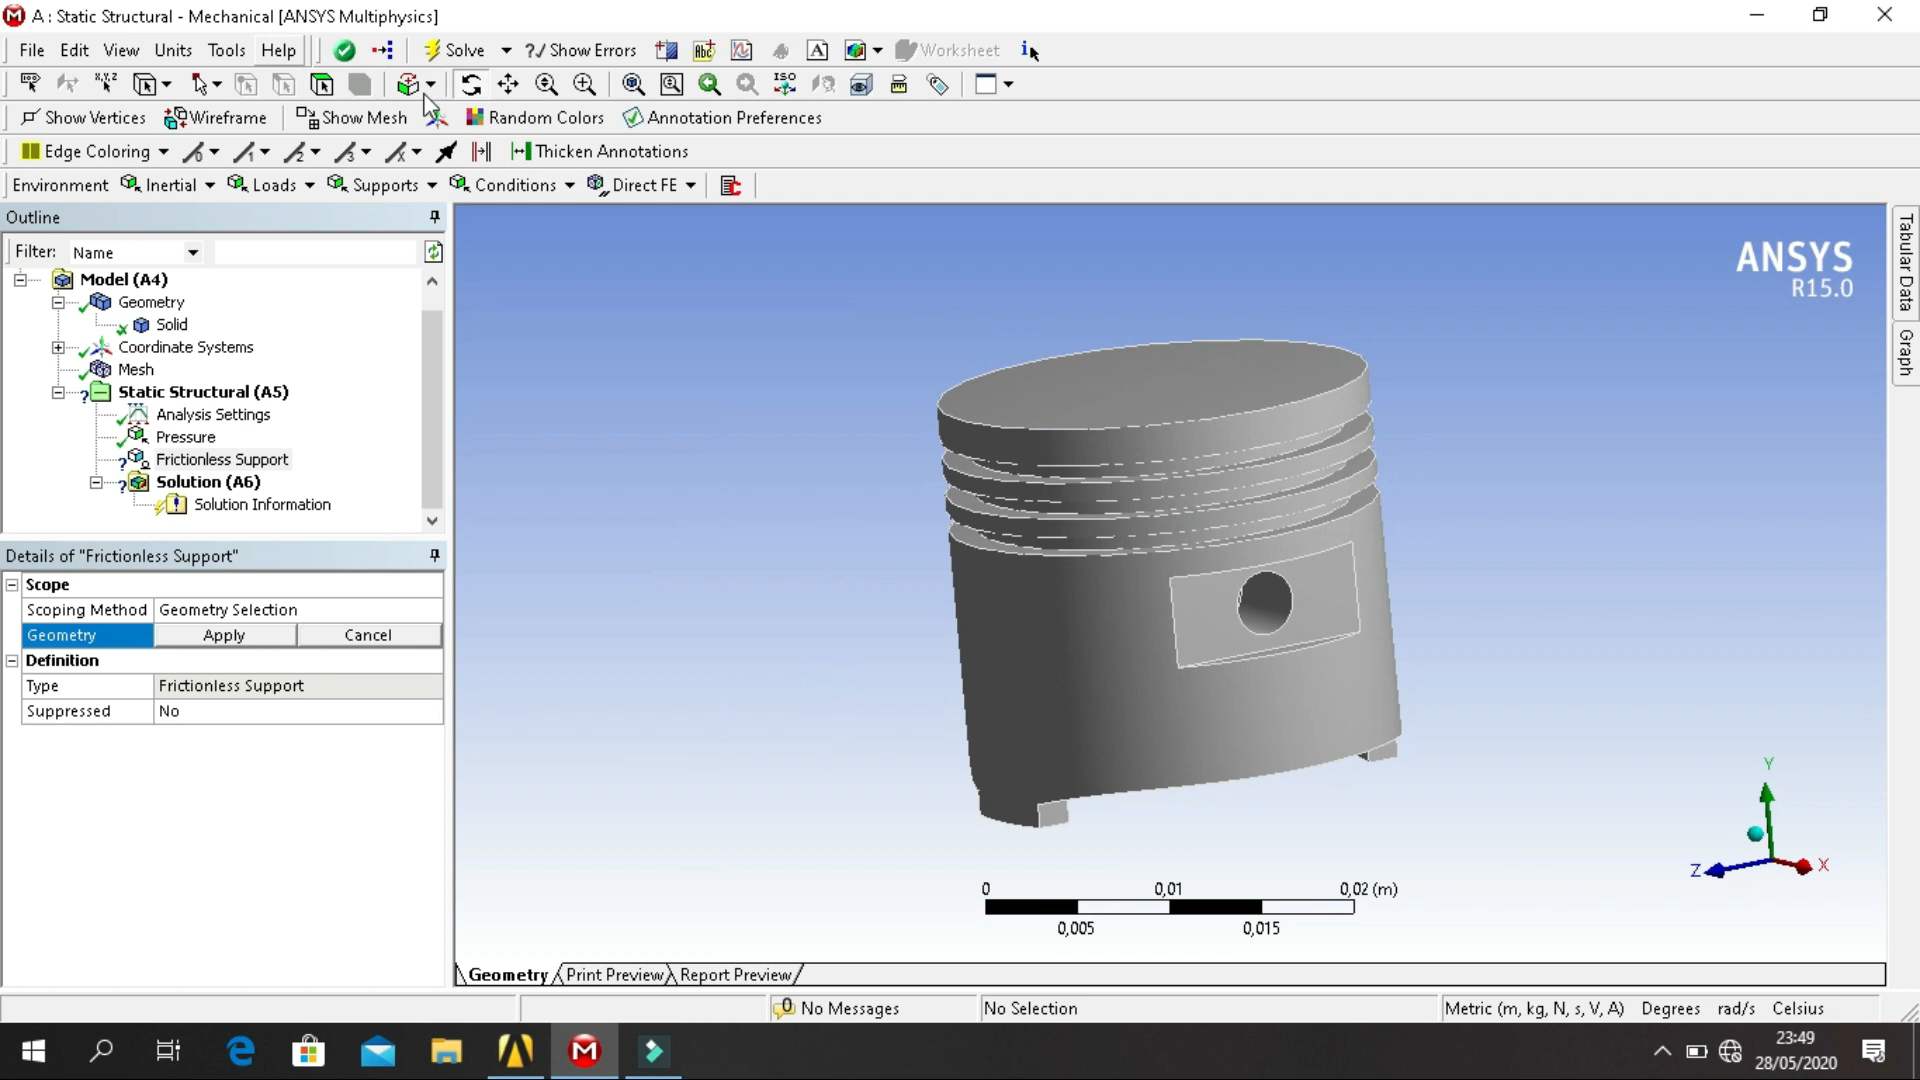 A : Static Structural - Mechanical [ANSYS Multiphysics]
File Edit View Units Tools Help Solve ?/ Show Errors Worksheet
ISO
Show Vertices Wireframe Show Mesh Random Colors Annotation Preferences
Edge Coloring Thicken Annotations
Environment Inertial Loads Supports Conditions Direct FE
Outline
Filter: Name
Model (A4)
Geometry
Solid
Coordinate Systems
Mesh
Static Structural (A5)
Analysis Settings
Pressure
Frictionless Support
Solution (A6)
Solution Information
Details of "Frictionless Support"
Scope
Scoping Method Geometry Selection
Geometry Apply Cancel
Definition
Type Frictionless Support
Suppressed No
ANSYS
R15.0
Tabular Data
Graph
Y
Z X
0 0,01 0,02 (m)
0,005 0,015
Geometry Print Preview Report Preview
No Messages No Selection Metric (m, kg, N, s, V, A) Degrees rad/s Celsius
23:49
28/05/2020